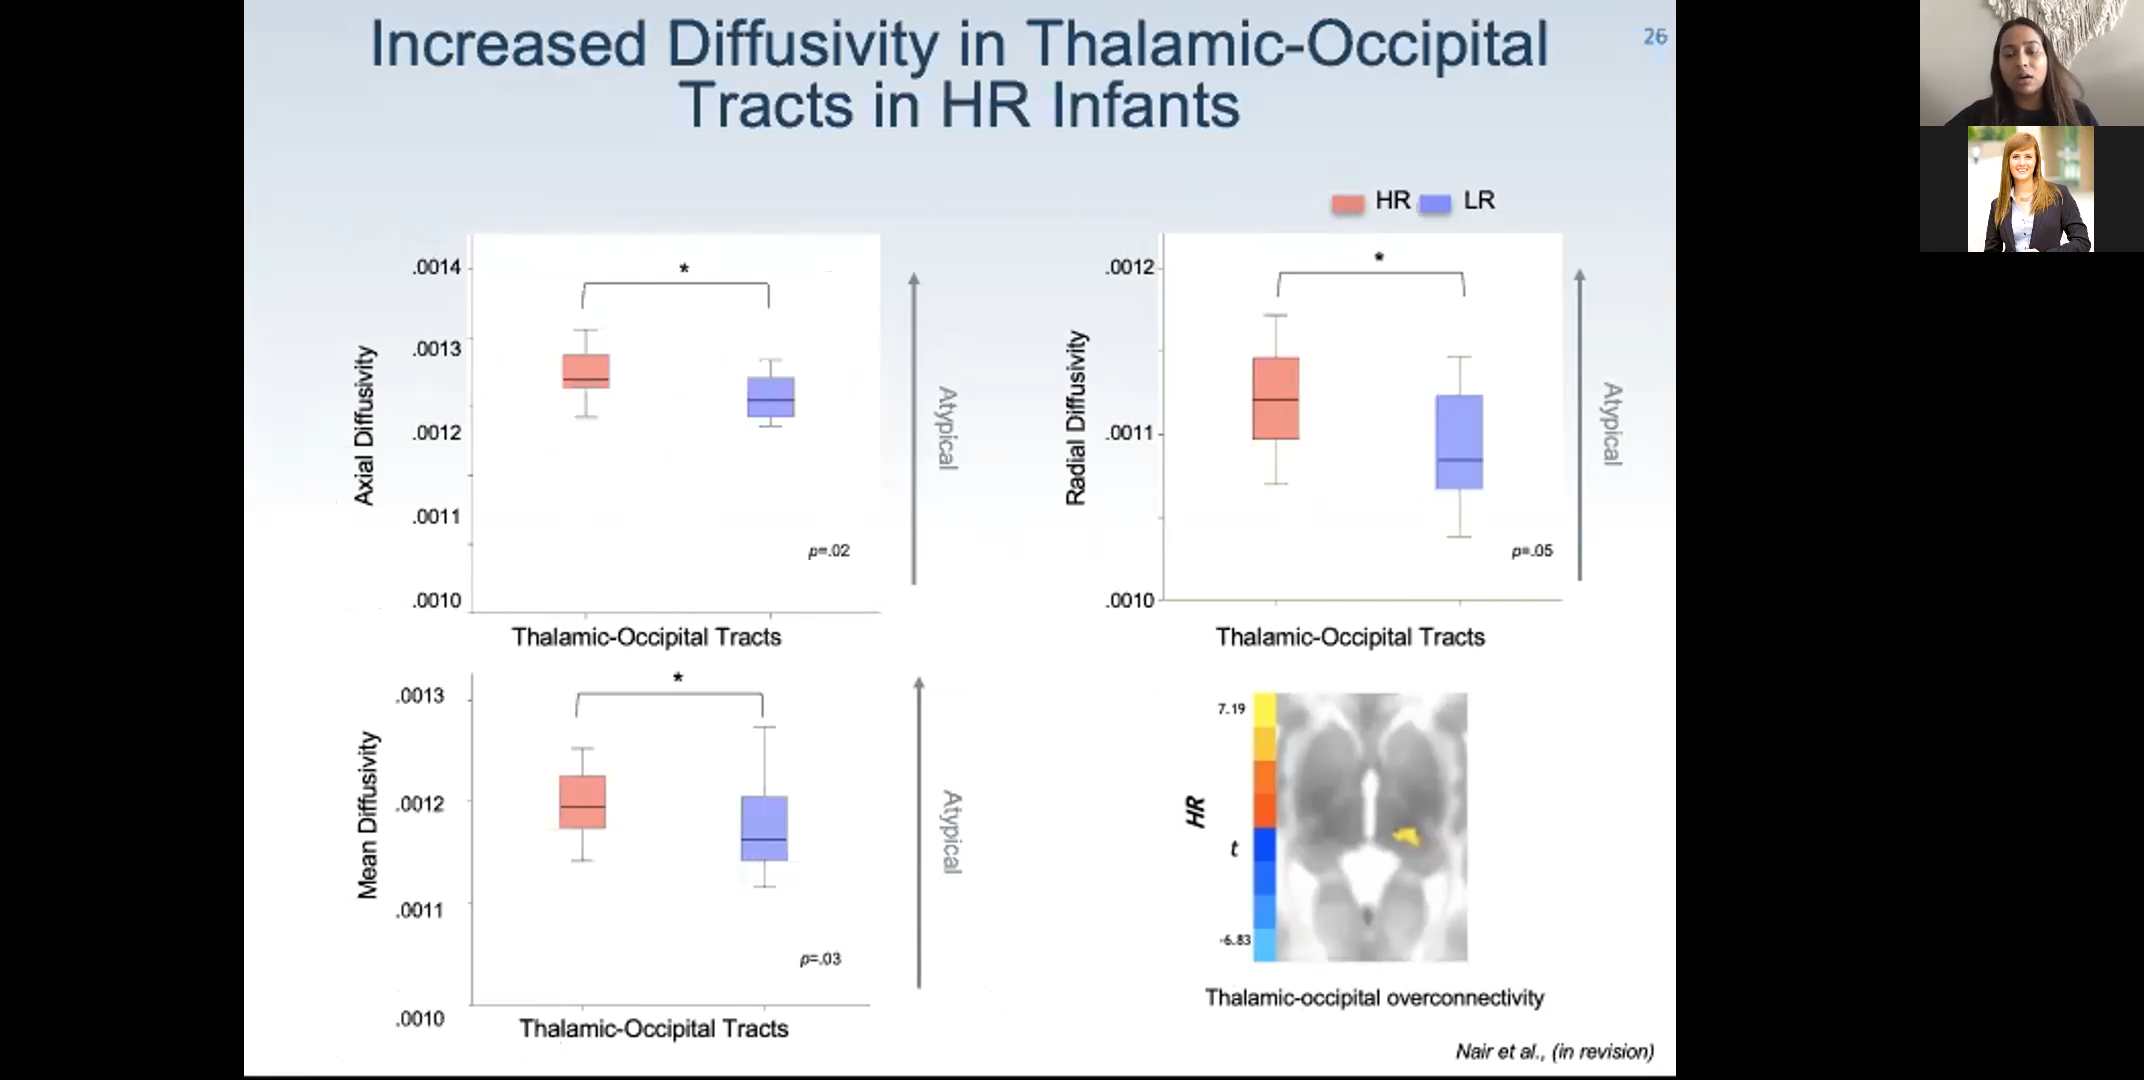 Increased Diffusivity in Thalamic-Occipital
Tracts in HR Infants
26
HR LR
Axial Diffusivity
.0014
.0013
.0012
.0011
.0010
*
p=.02
Atypical
Thalamic-Occipital Tracts
Radial Diffusivity
.0012
.0011
.0010
*
p=.05
Atypical
Thalamic-Occipital Tracts
Mean Diffusivity
.0013
.0012
.0011
.0010
*
p=.03
Atypical
Thalamic-Occipital Tracts
7.19
HR
t
-6.83
Thalamic-occipital overconnectivity
Nair et al., (in revision)